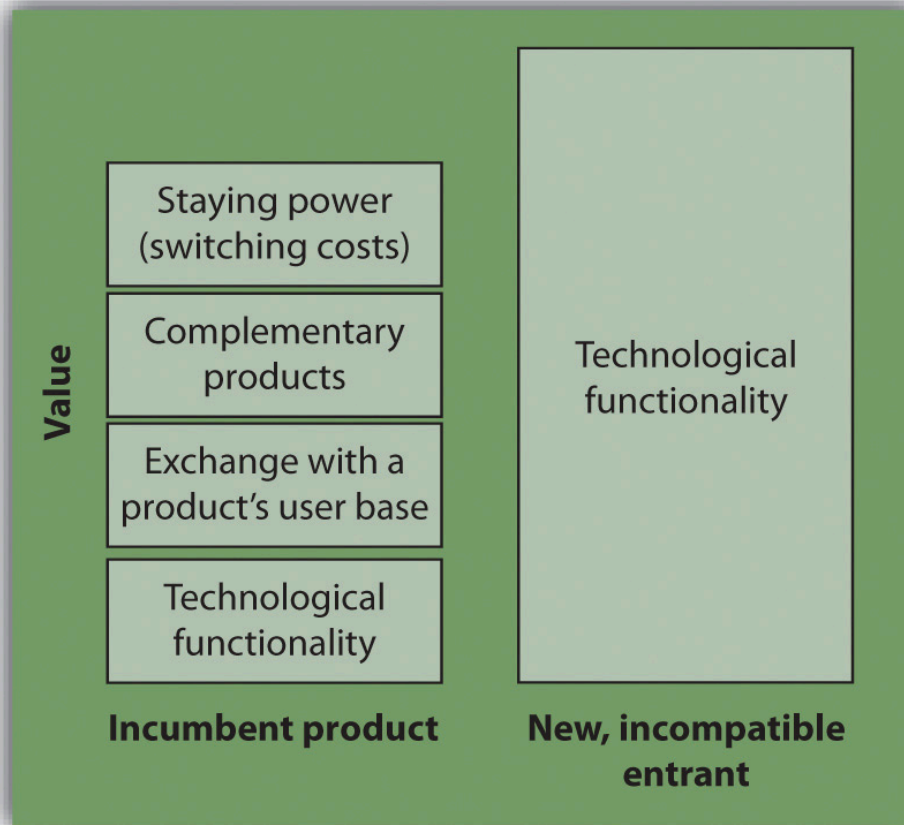 Value
Staying power
(switching costs)
Complementary
products
Exchange with a
product’s user base
Technological
functionality
Incumbent product
Technological
functionality
New, incompatible
entrant